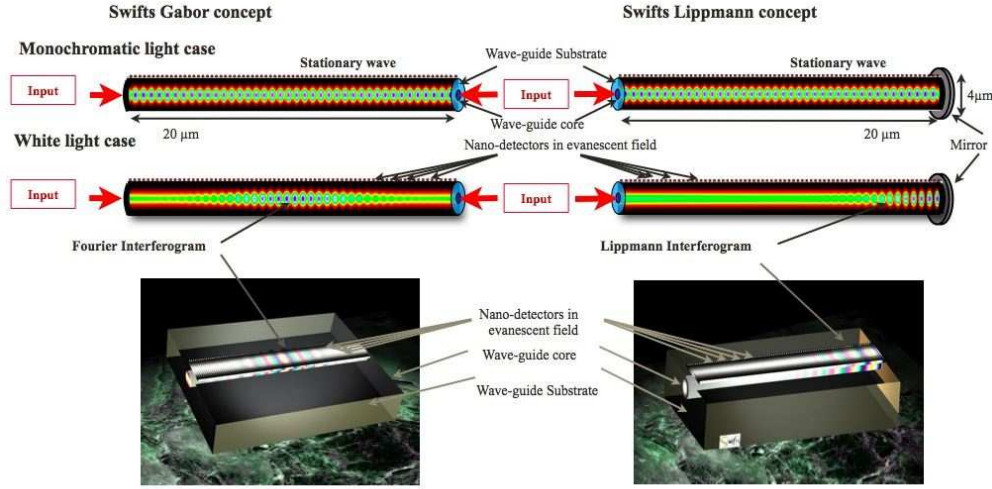 Swifts Gabor concept
Swifts Lippmann concept
Monochromatic light case
Wave-guide Substrate
Stationary wave
Stationary wave
Input
Input
4µm
20 µm
Wave-guide core
20 µm
White light case
Nano-detectors in evanescent field
Mirror
Input
Input
Fourier Interferogram
Lippmann Interferogram
Nano-detectors in
evanescent field
Wave-guide core
Wave-guide Substrate